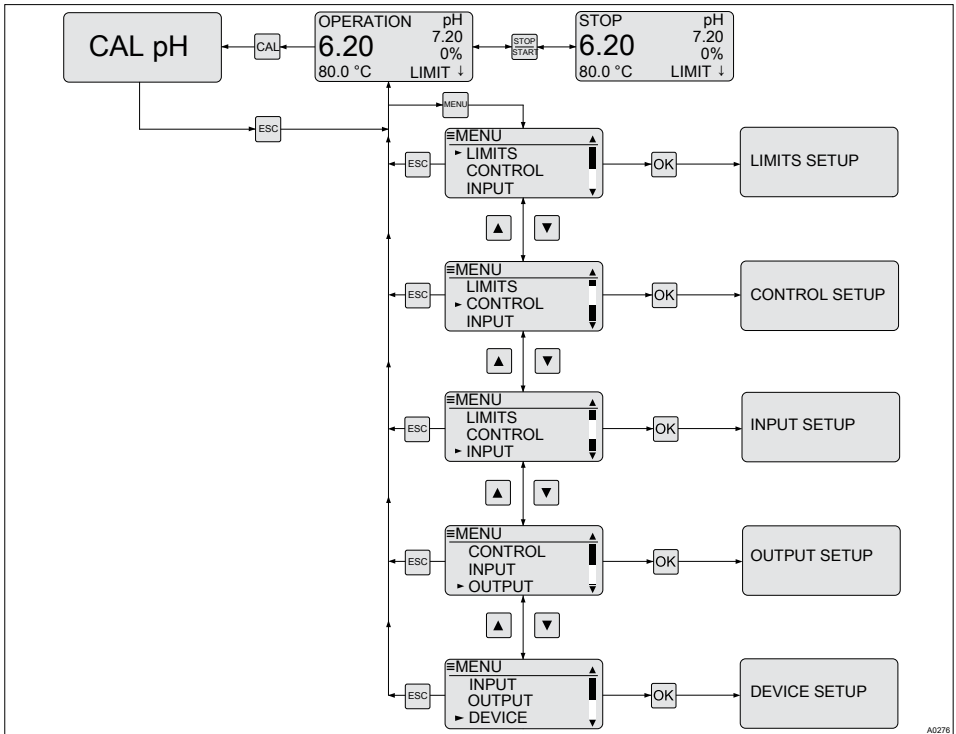 CAL pH
CAL
OPERATION pH
6.20 7.20
0%
80.0 °C LIMIT ↓
STOP
START
STOP pH
6.20 7.20
0%
80.0 °C LIMIT ↓
ESC
MENU
≡MENU ▲
► LIMITS
CONTROL
INPUT ▼
ESC
OK
LIMITS SETUP
▲ ▼
≡MENU ▲
LIMITS
► CONTROL
INPUT ▼
ESC
OK
CONTROL SETUP
▲ ▼
≡MENU ▲
LIMITS
CONTROL
► INPUT ▼
ESC
OK
INPUT SETUP
▲ ▼
≡MENU ▲
CONTROL
INPUT
► OUTPUT ▼
ESC
OK
OUTPUT SETUP
▲ ▼
≡MENU ▲
INPUT
OUTPUT
► DEVICE ▼
ESC
OK
DEVICE SETUP
A0276